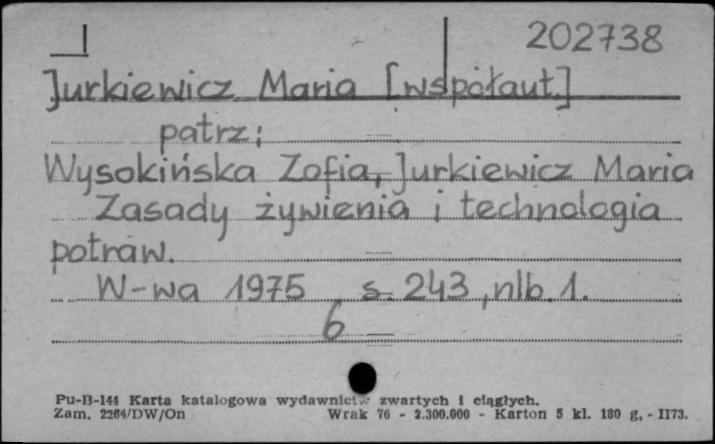 202738
Jurkiewicz Maria [współaut.]
patrz:
Wysokińska Zofia, Jurkiewicz Maria
Zasady żywienia i technologia
potraw.
W-wa 1975 s. 243, nlb. 1.
6
Pu-B-144 Karta katalogowa wydawnictw zwartych i ciągłych.
Zam. 2264/DW/On Wrak 76 - 2.300.000 - Karton 5 kl. 180 g. - II73.